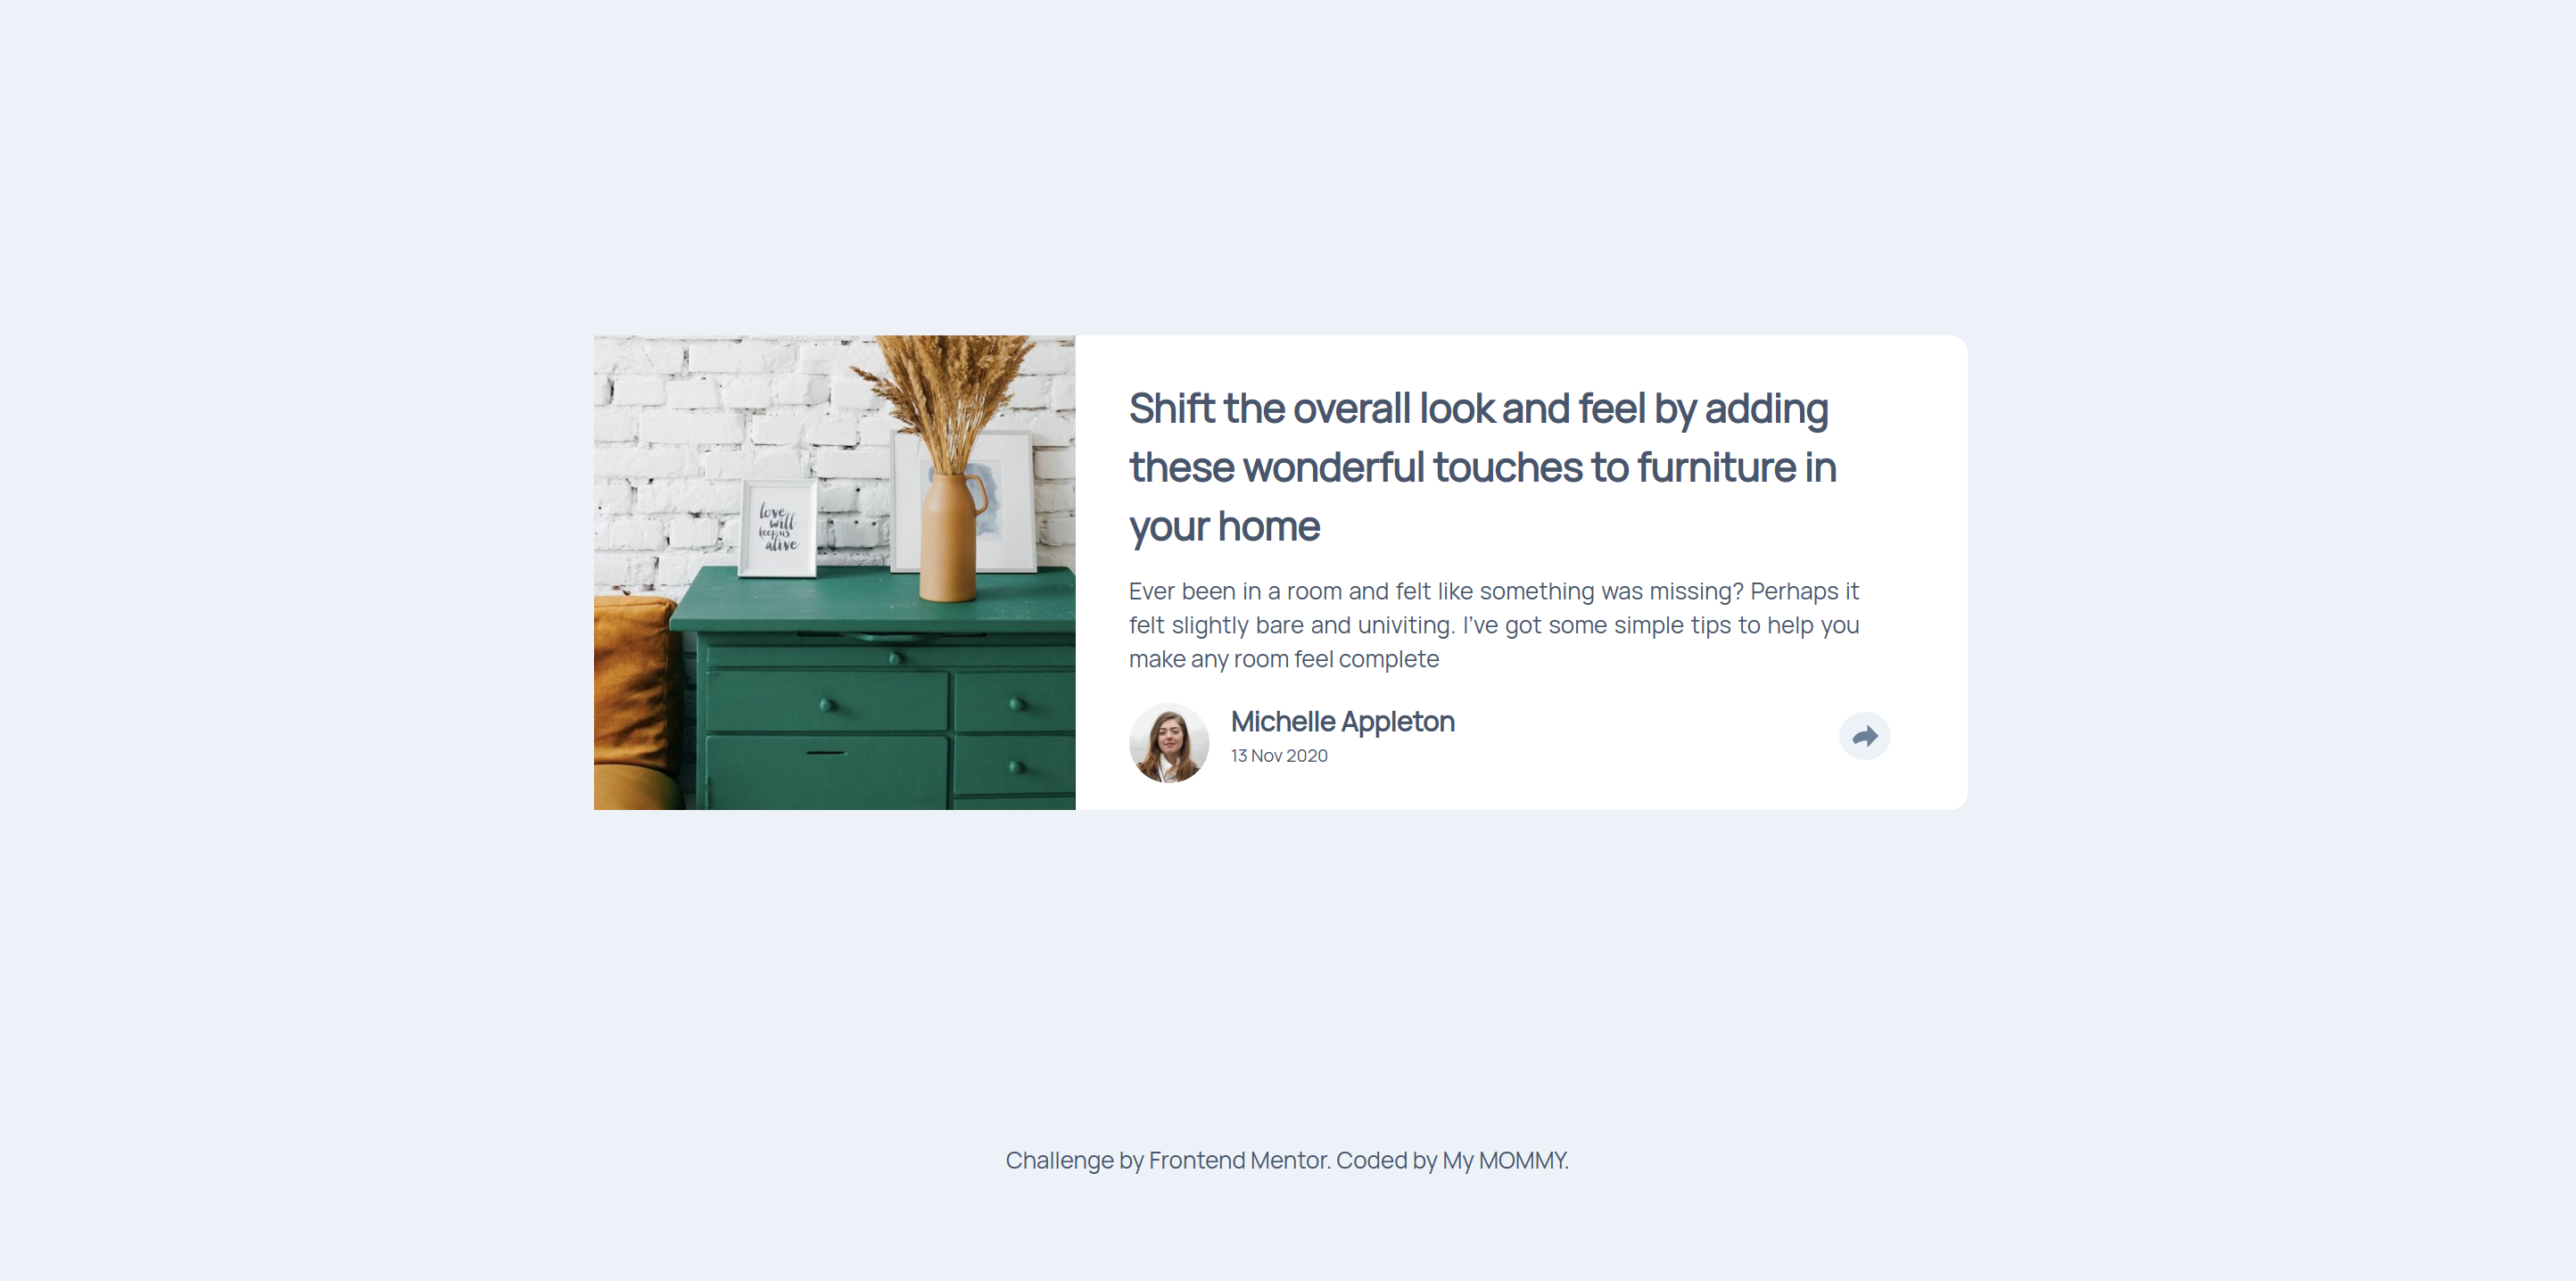 love
will
keep us
alive
Shift the overall look and feel by adding
these wonderful touches to furniture in
your home
Ever been in a room and felt like something was missing? Perhaps it
felt slightly bare and univiting. I've got some simple tips to help you
make any room feel complete
Michelle Appleton
13 Nov 2020
Challenge by Frontend Mentor. Coded by My MOMMY.